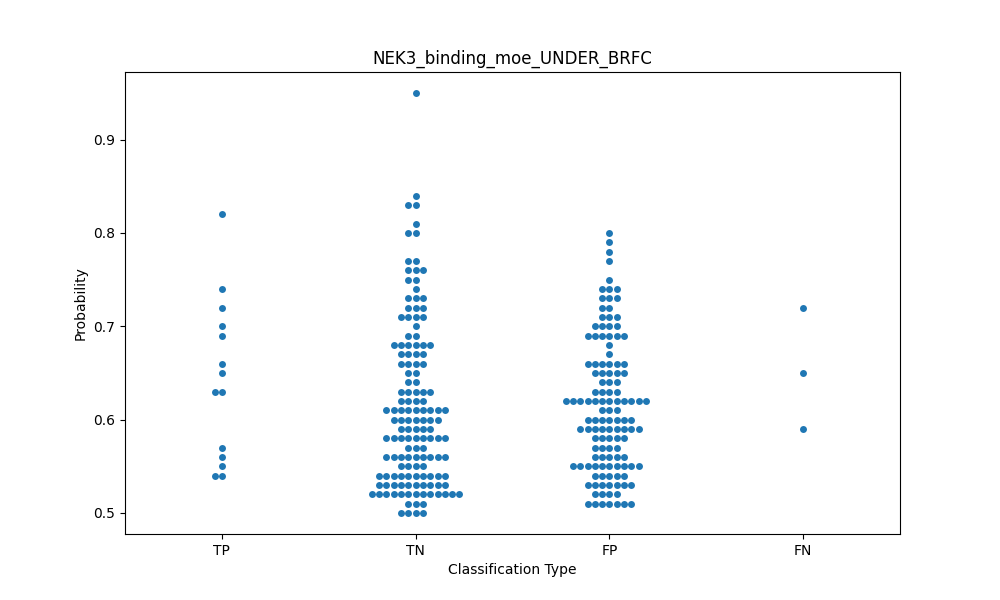 NEK3_binding_moe_UNDER_BRFC
0.9
0.8
0.7
0.6
0.5
Probability
TP TN FP FN
Classification Type